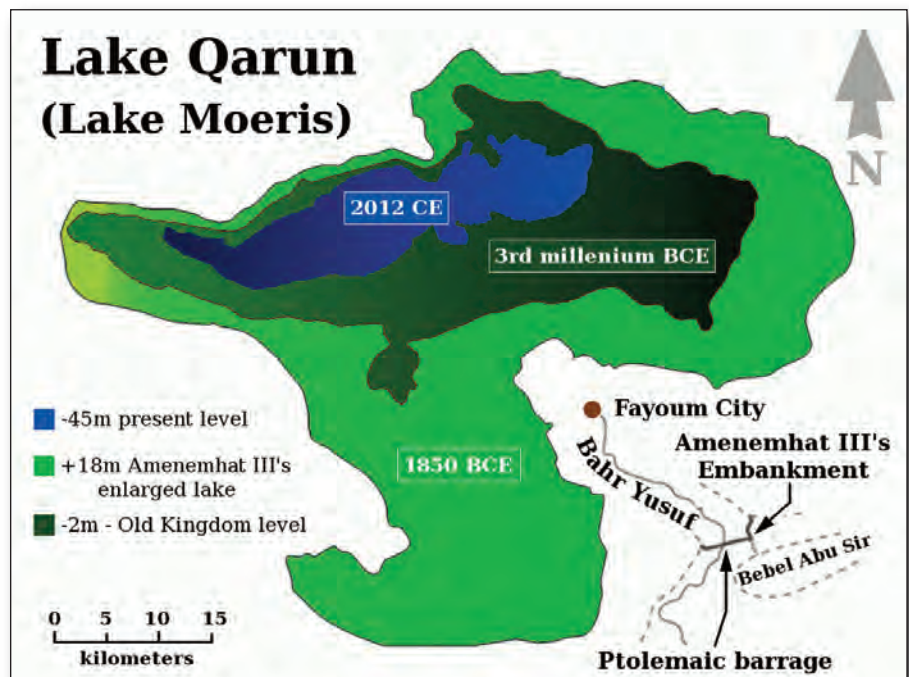 Lake Qarun
(Lake Moeris)
N
2012 CE
3rd millenium BCE
-45m present level
+18m Amenemhat III's
enlarged lake
-2m - Old Kingdom level
1850 BCE
Fayoum City
Bahr Yusuf
Amenemhat III's
Embankment
Bebel Abu Sir
Ptolemaic barrage
0 5 10 15
kilometers